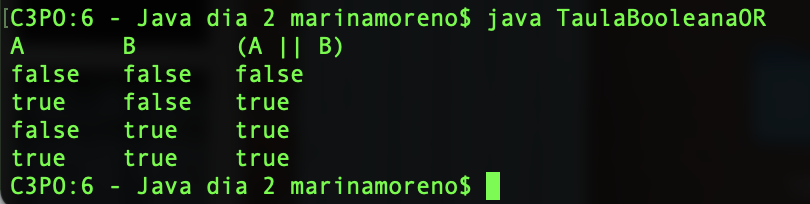 [C3PO:6 - Java dia 2 marinamoreno$ java TaulaBooleanaOR
A B (A || B)
false false false
true false true
false true true
true true true
C3PO:6 - Java dia 2 marinamoreno$